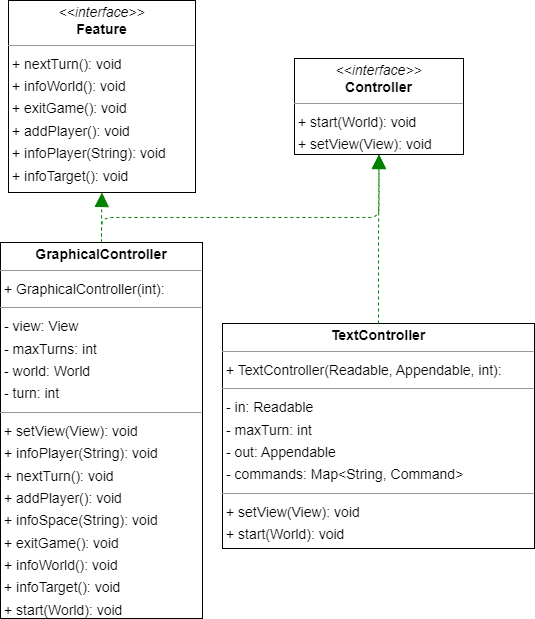 <<interface>>
Feature
+ nextTurn(): void
+ infoWorld(): void
+ exitGame(): void
+ addPlayer(): void
+ infoPlayer(String): void
+ infoTarget(): void
<<interface>>
Controller
+ start(World): void
+ setView(View): void
GraphicalController
+ GraphicalController(int):
- view: View
- maxTurns: int
- world: World
- turn: int
+ setView(View): void
+ infoPlayer(String): void
+ nextTurn(): void
+ addPlayer(): void
+ infoSpace(String): void
+ exitGame(): void
+ infoWorld(): void
+ infoTarget(): void
+ start(World): void
TextController
+ TextController(Readable, Appendable, int):
- in: Readable
- maxTurn: int
- out: Appendable
- commands: Map<String, Command>
+ setView(View): void
+ start(World): void